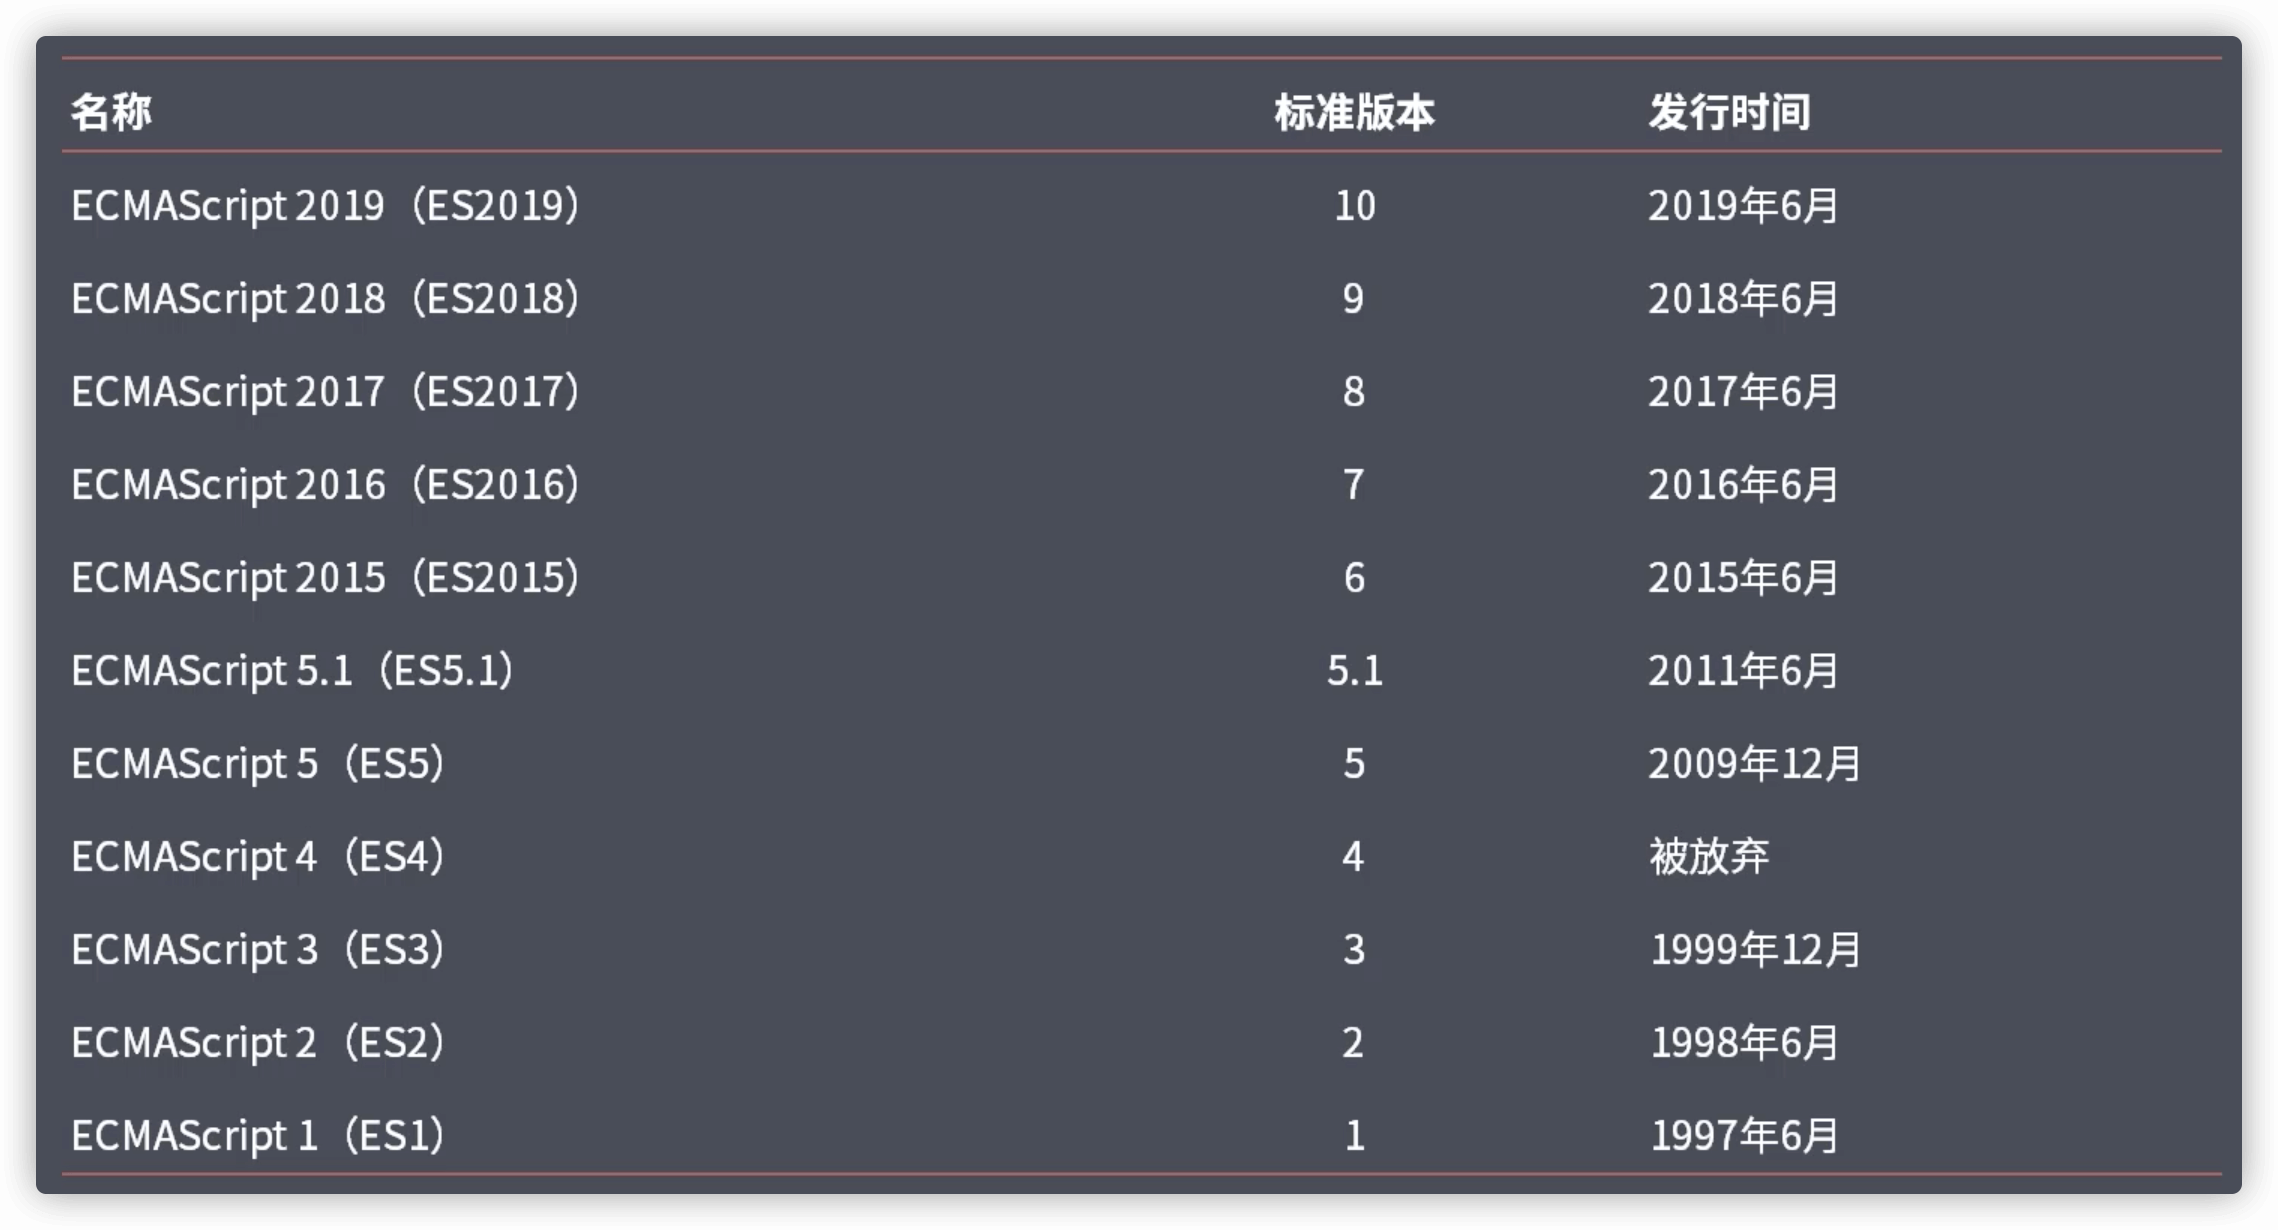 名称 标准版本 发行时间
ECMAScript 2019（ES2019） 10 2019年6月
ECMAScript 2018（ES2018） 9 2018年6月
ECMAScript 2017（ES2017） 8 2017年6月
ECMAScript 2016（ES2016） 7 2016年6月
ECMAScript 2015（ES2015） 6 2015年6月
ECMAScript 5.1（ES5.1） 5.1 2011年6月
ECMAScript 5（ES5） 5 2009年12月
ECMAScript 4（ES4） 4 被放弃
ECMAScript 3（ES3） 3 1999年12月
ECMAScript 2（ES2） 2 1998年6月
ECMAScript 1（ES1） 1 1997年6月